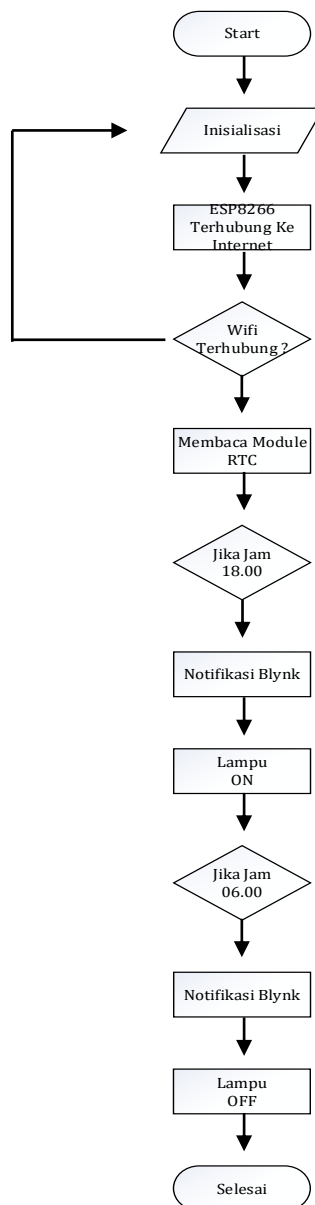 Start
Inisialisasi
ESP8266
Terhubung Ke
Internet
Wifi
Terhubung ?
Membaca Module
RTC
Jika Jam
18.00
Notifikasi Blynk
Lampu
ON
Jika Jam
06.00
Notifikasi Blynk
Lampu
OFF
Selesai